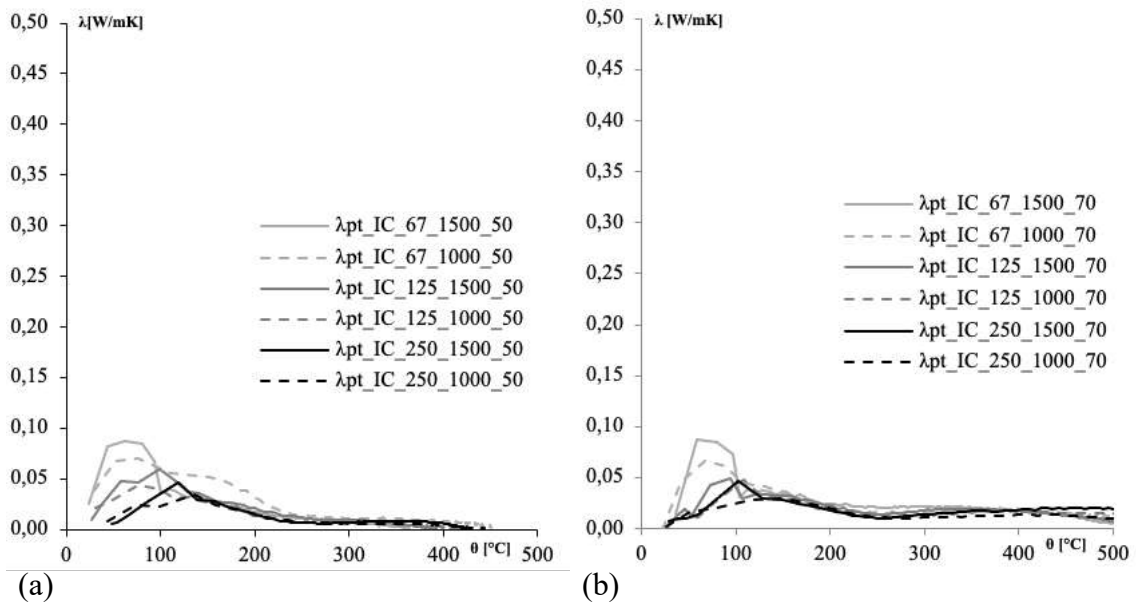 λ[W/mK]
0,50
0,45
0,40
0,35
0,30
0,25
0,20
0,15
0,10
0,05
0,00
λpt_IC_67_1500_50
λpt_IC_67_1000_50
λpt_IC_125_1500_50
λpt_IC_125_1000_50
λpt_IC_250_1500_50
λpt_IC_250_1000_50
0 100 200 300 400 500
θ [°C]
(a)
λ [W/mK]
0,50
0,45
0,40
0,35
0,30
0,25
0,20
0,15
0,10
0,05
0,00
λpt_IC_67_1500_70
λpt_IC_67_1000_70
λpt_IC_125_1500_70
λpt_IC_125_1000_70
λpt_IC_250_1500_70
λpt_IC_250_1000_70
0 100 200 300 400 500
θ [°C]
(b)